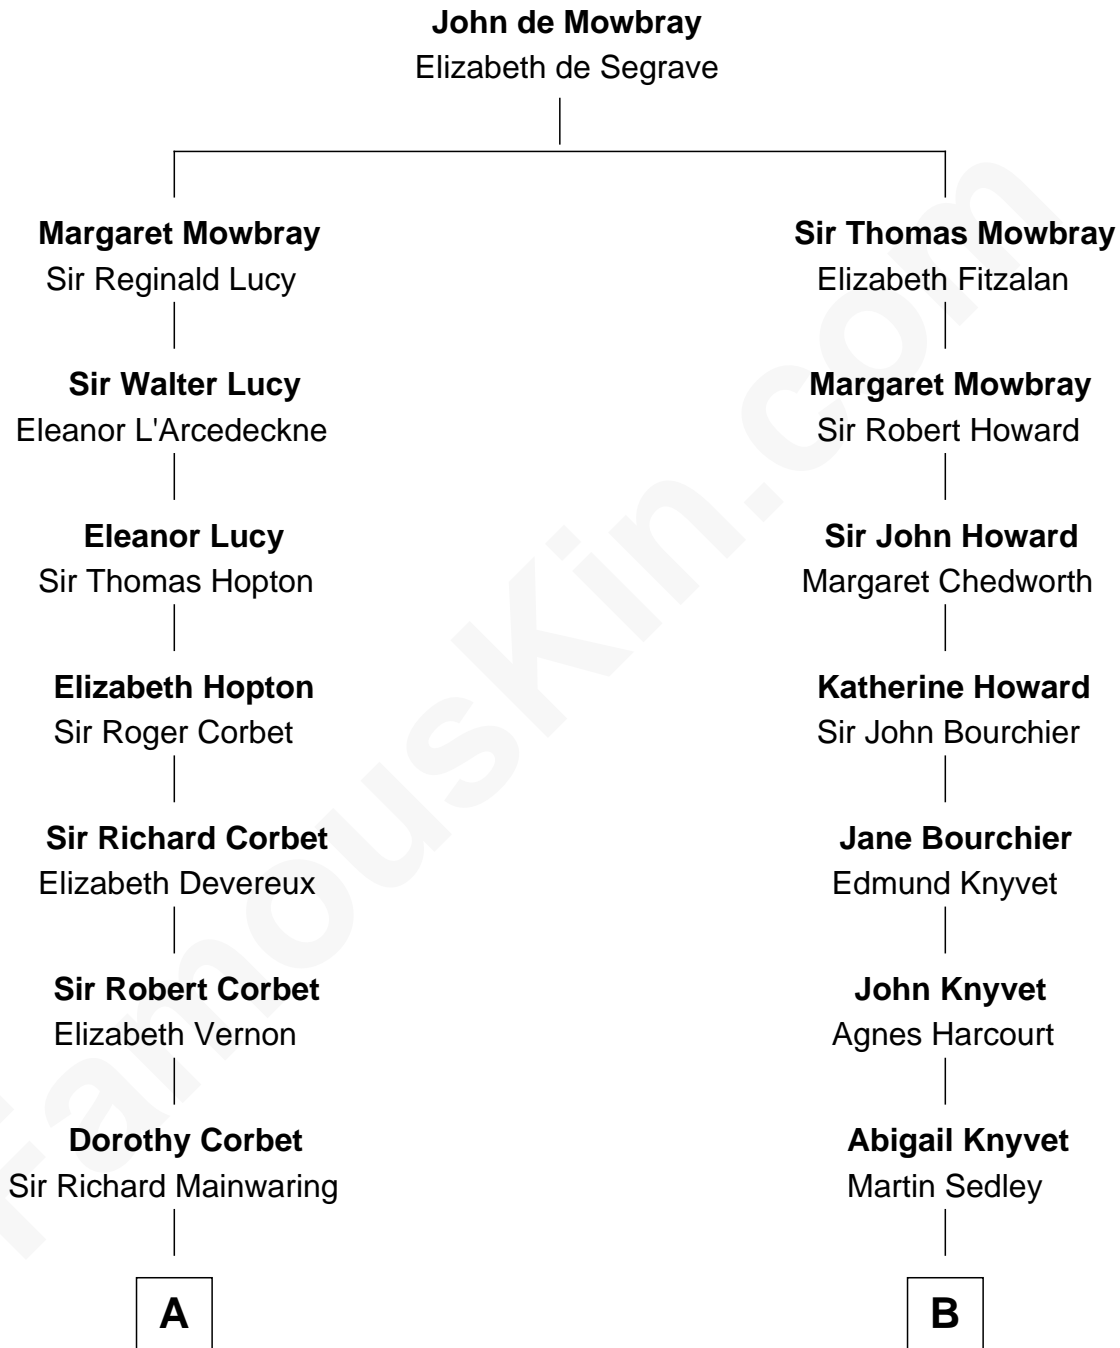 John de Mowbray
Elizabeth de Segrave
Margaret Mowbray
Sir Reginald Lucy
Sir Thomas Mowbray
Elizabeth Fitzalan
Sir Walter Lucy
Eleanor L'Arcedeckne
Margaret Mowbray
Sir Robert Howard
Eleanor Lucy
Sir Thomas Hopton
Sir John Howard
Margaret Chedworth
Elizabeth Hopton
Sir Roger Corbet
Katherine Howard
Sir John Bourchier
Sir Richard Corbet
Elizabeth Devereux
Jane Bourchier
Edmund Knyvet
Sir Robert Corbet
Elizabeth Vernon
John Knyvet
Agnes Harcourt
Dorothy Corbet
Sir Richard Mainwaring
Abigail Knyvet
Martin Sedley
A
B
FamousKin.com